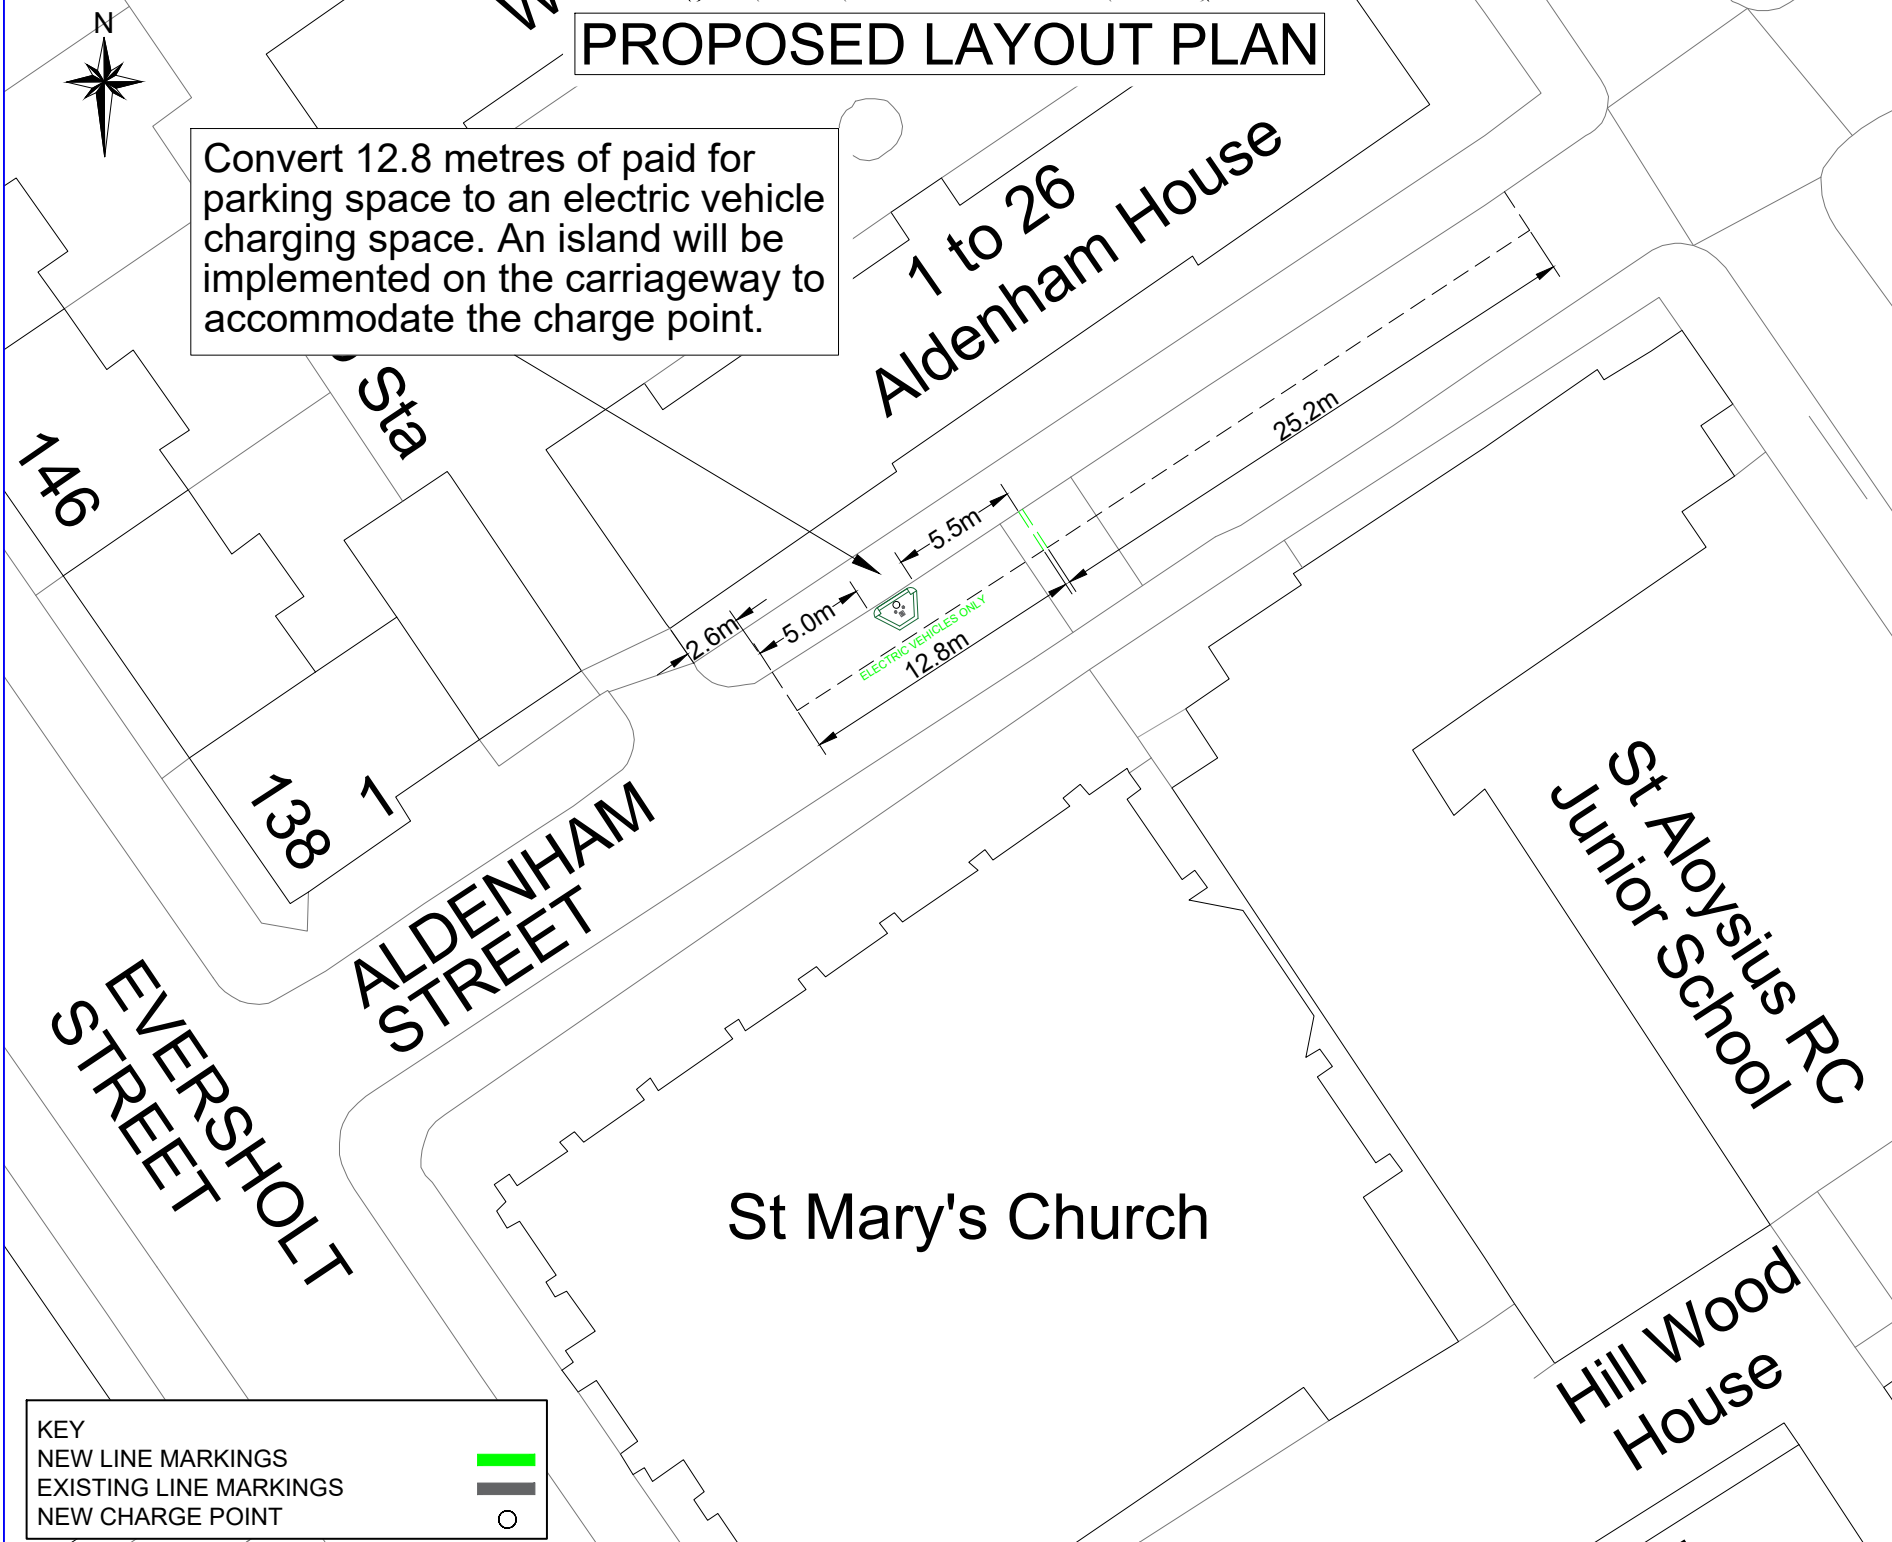 PROPOSED LAYOUT PLAN
N
Convert 12.8 metres of paid for
parking space to an electric vehicle
charging space. An island will be
implemented on the carriageway to
accommodate the charge point.
1 to 26
Aldenham House
Sta
146
25.2m
5.5m
5.0m
2.6m
ELECTRIC VEHICLES ONLY
12.8m
138
1
ALDENHAM
STREET
EVERSHOLT
STREET
St Aloysius RC
Junior School
St Mary's Church
Hill Wood
House
KEY
NEW LINE MARKINGS
EXISTING LINE MARKINGS
NEW CHARGE POINT